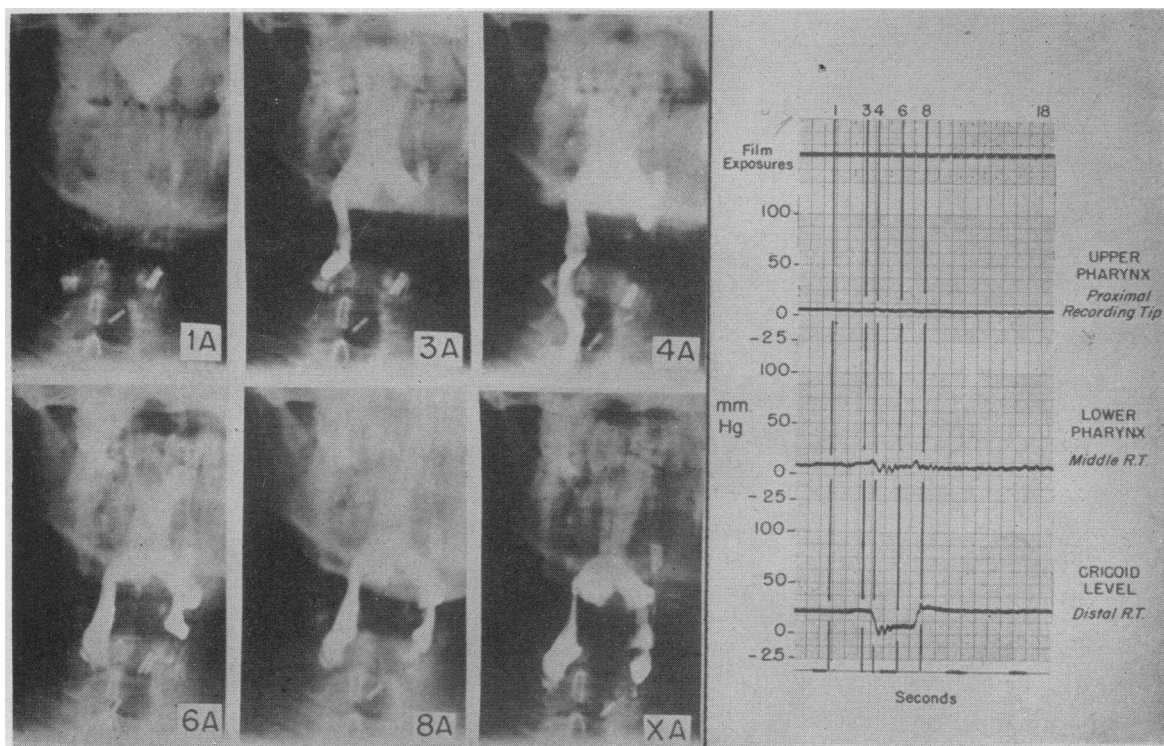 1A
3A
4A
6A
8A
XA
1 3 4 6 8 18
Film
Exposures
100
50
0
-25
UPPER
PHARYNX
Proximal
Recording Tip
100
mm.
Hg
50
0
-25
LOWER
PHARYNX
Middle R.T.
100
50
0
-25
CRICOID
LEVEL
Distal R.T.
Seconds